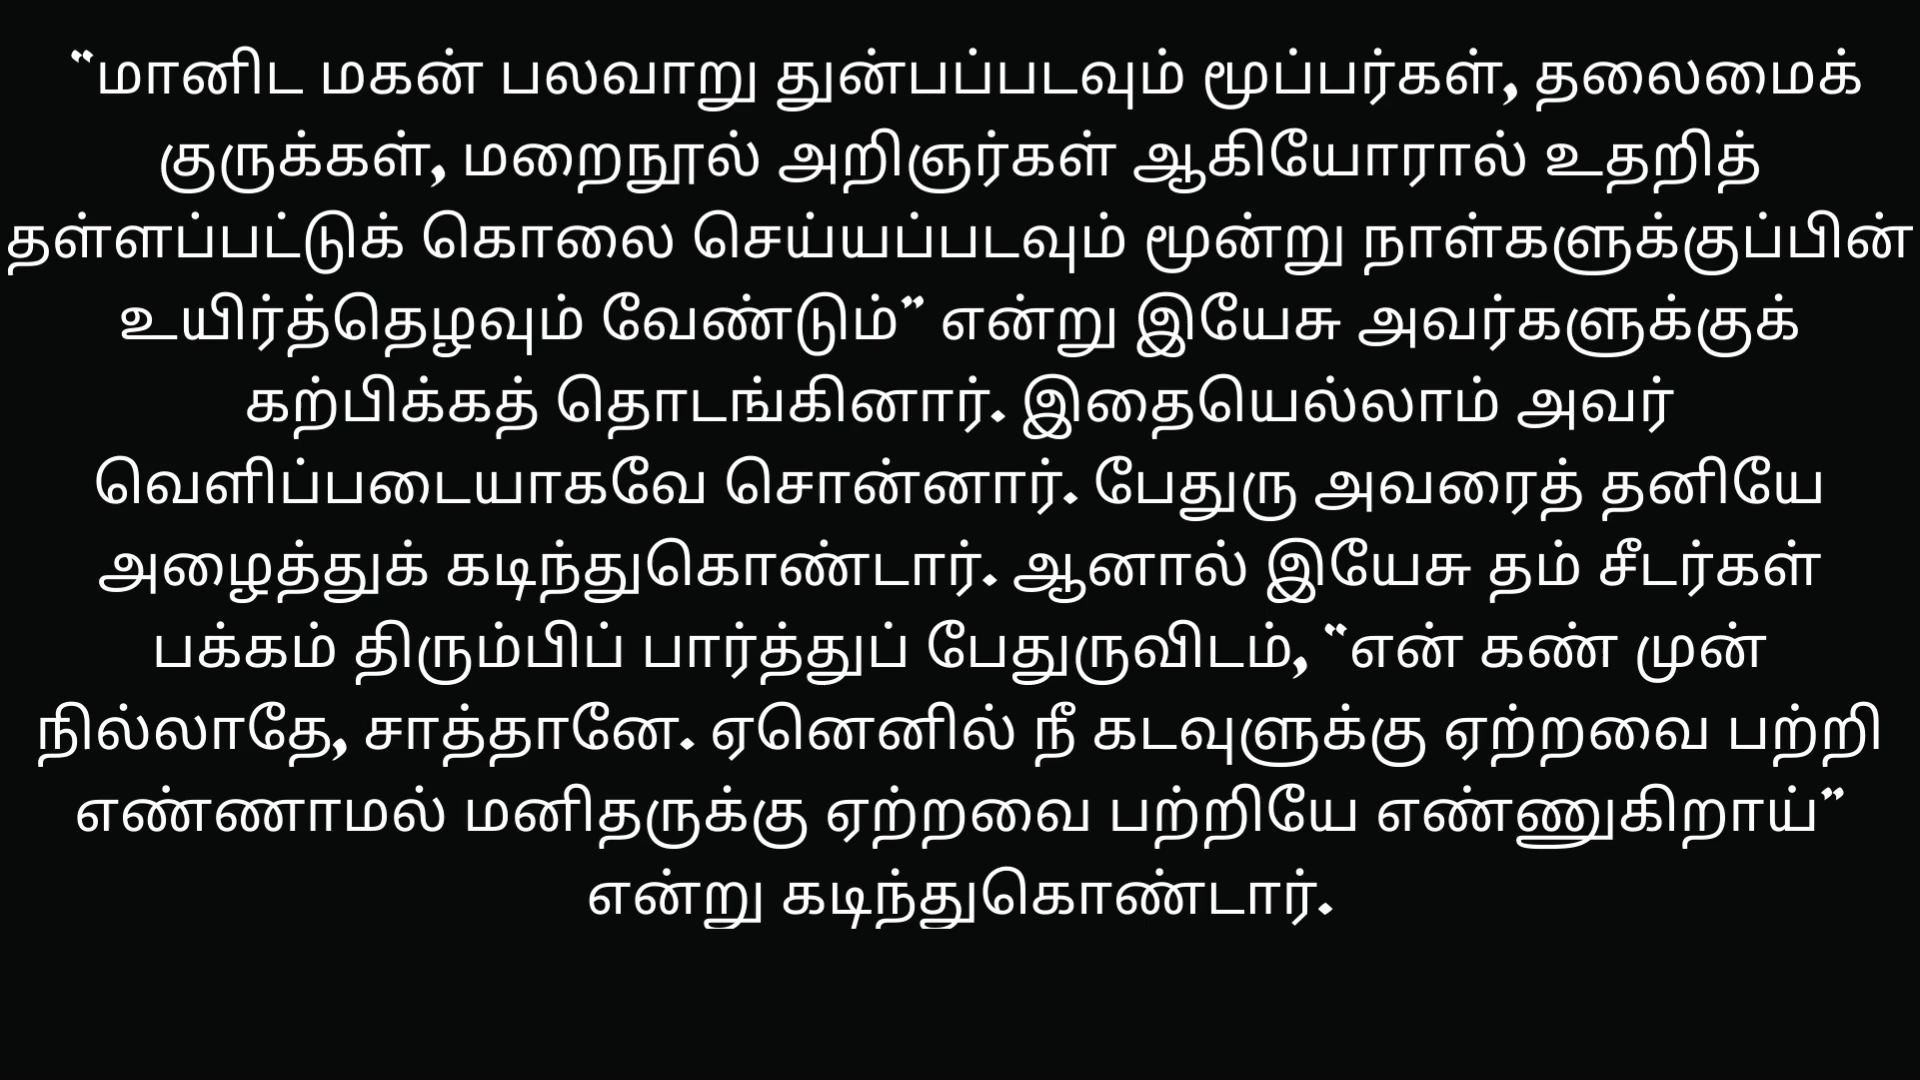 “மானிட மகன் பலவாறு துன்பப்படவும் மூப்பர்கள், தலைமைக்
குருக்கள், மறைநூல் அறிஞர்கள் ஆகியோரால் உதறித்
தள்ளப்பட்டுக் கொலை செய்யப்படவும் மூன்று நாள்களுக்குப்பின்
உயிர்த்தெழவும் வேண்டும்” என்று இயேசு அவர்களுக்குக்
கற்பிக்கத் தொடங்கினார். இதையெல்லாம் அவர்
வெளிப்படையாகவே சொன்னார். பேதுரு அவரைத் தனியே
அழைத்துக் கடிந்துகொண்டார். ஆனால் இயேசு தம் சீடர்கள்
பக்கம் திரும்பிப் பார்த்துப் பேதுருவிடம், “என் கண் முன்
நில்லாதே, சாத்தானே. ஏனெனில் நீ கடவுளுக்கு ஏற்றவை பற்றி
எண்ணாமல் மனிதருக்கு ஏற்றவை பற்றியே எண்ணுகிறாய்”
என்று கடிந்துகொண்டார்.